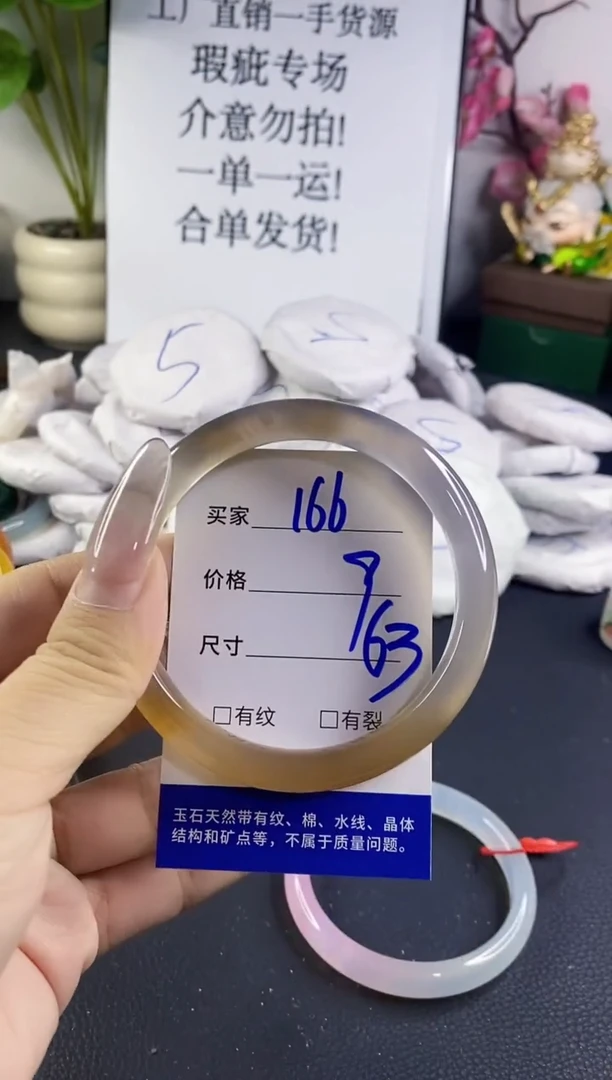 工厂直销一手货源
瑕疵专场
介意勿拍!
一单一运!
合单发货!
5
5
5
买家 166
价格 9
尺寸 63
□有纹 □有裂
玉石天然带有纹、棉、水线、晶体
结构和矿点等，不属于质量问题。